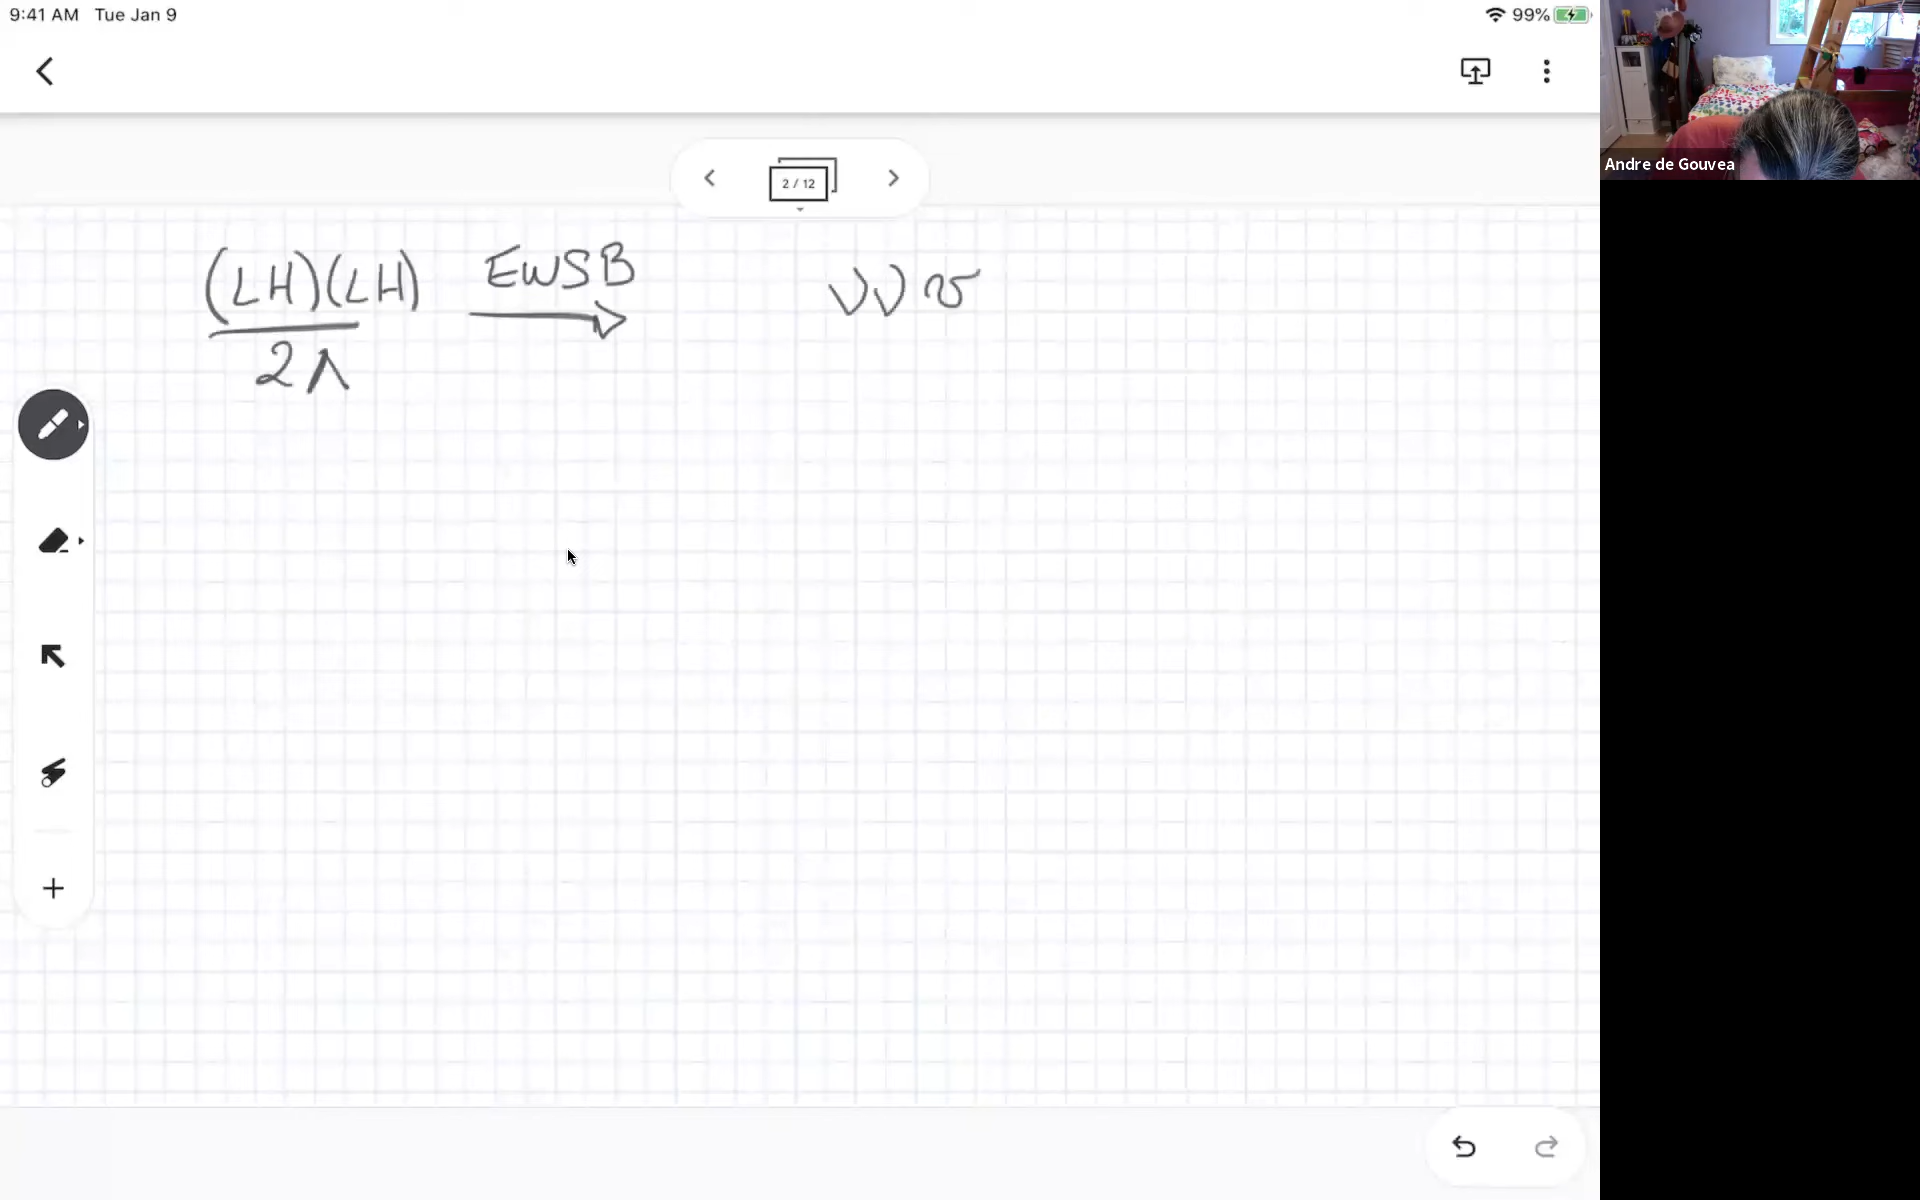 9:41 AM Tue Jan 9
99%
2 / 12
(LH)(LH) EWSB νν v
2Λ
Andre de Gouvea